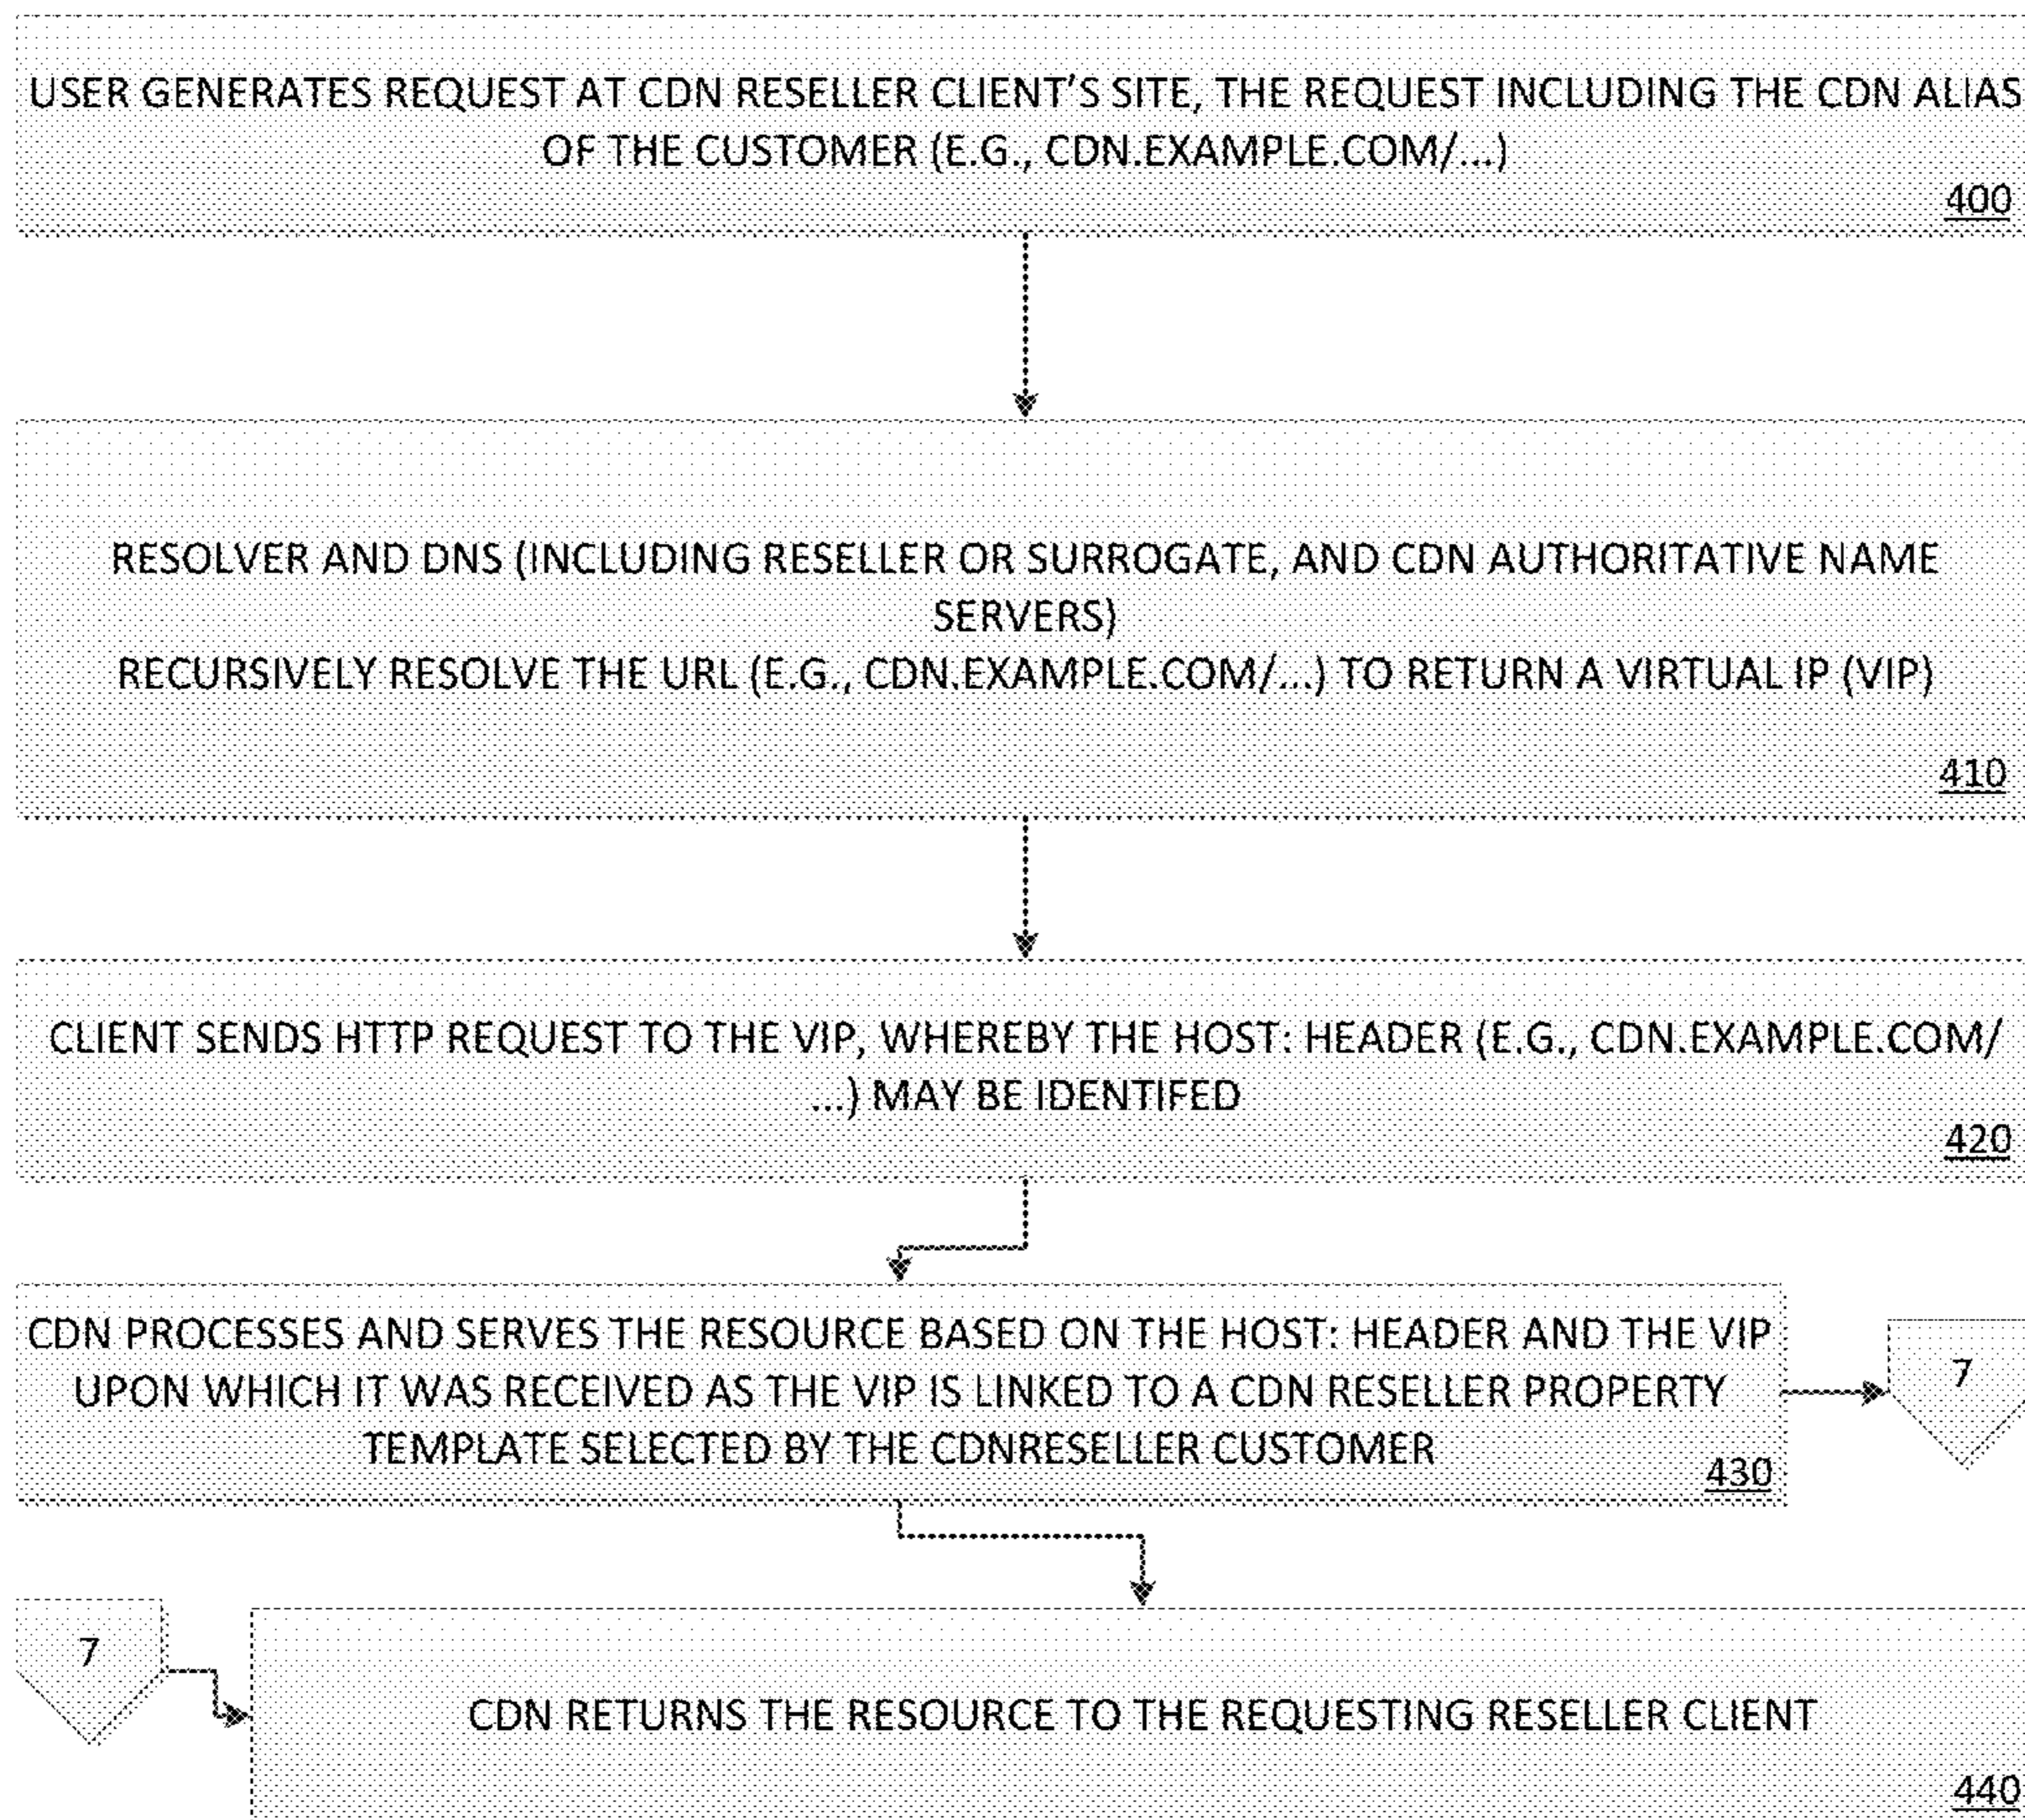 USER GENERATES REQUEST AT CDN RESELLER CLIENT'S SITE, THE REQUEST INCLUDING THE CDN ALIAS
OF THE CUSTOMER (E.G., CDN.EXAMPLE.COM/...)
400
RESOLVER AND DNS (INCLUDING RESELLER OR SURROGATE, AND CDN AUTHORITATIVE NAME
SERVERS)
RECURSIVELY RESOLVE THE URL (E.G., CDN.EXAMPLE.COM/...) TO RETURN A VIRTUAL IP (VIP)
410
CLIENT SENDS HTTP REQUEST TO THE VIP, WHEREBY THE HOST: HEADER (E.G., CDN.EXAMPLE.COM/
...) MAY BE IDENTIFED
420
CDN PROCESSES AND SERVES THE RESOURCE BASED ON THE HOST: HEADER AND THE VIP
UPON WHICH IT WAS RECEIVED AS THE VIP IS LINKED TO A CDN RESELLER PROPERTY
TEMPLATE SELECTED BY THE CDNRESELLER CUSTOMER
430
7
7
CDN RETURNS THE RESOURCE TO THE REQUESTING RESELLER CLIENT
440